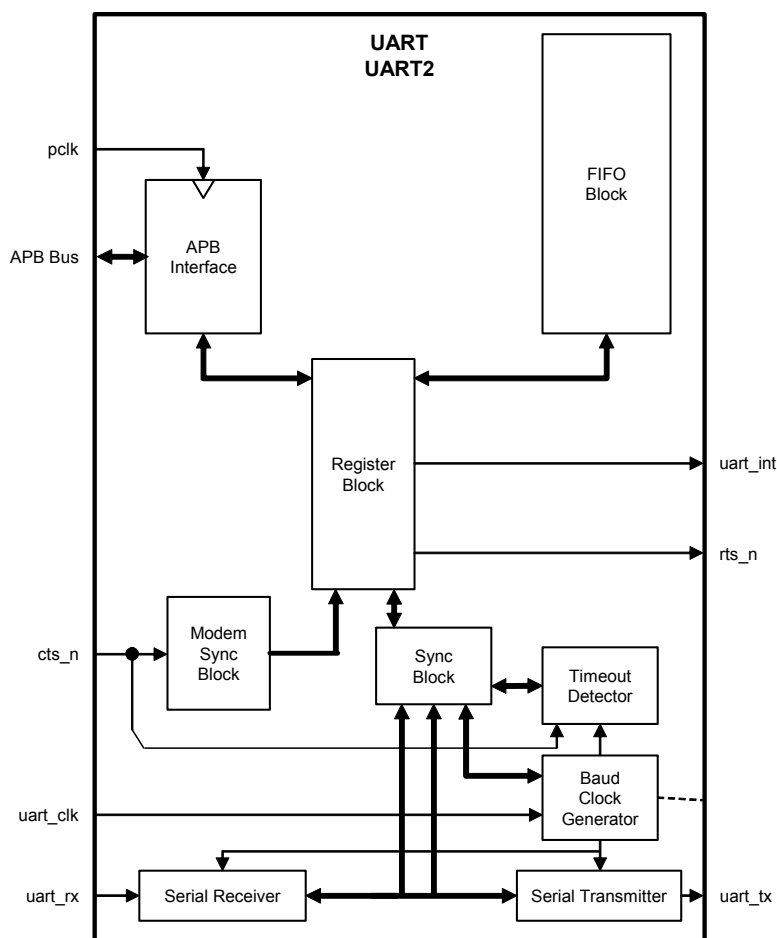 UART
UART2
pclk
FIFO
Block
APB
Interface
APB Bus
Register
Block
uart_int
rts_n
cts_n
Modem
Sync
Block
Sync
Block
Timeout
Detector
uart_clk
Baud
Clock
Generator
uart_rx
Serial Receiver
Serial Transmitter
uart_tx